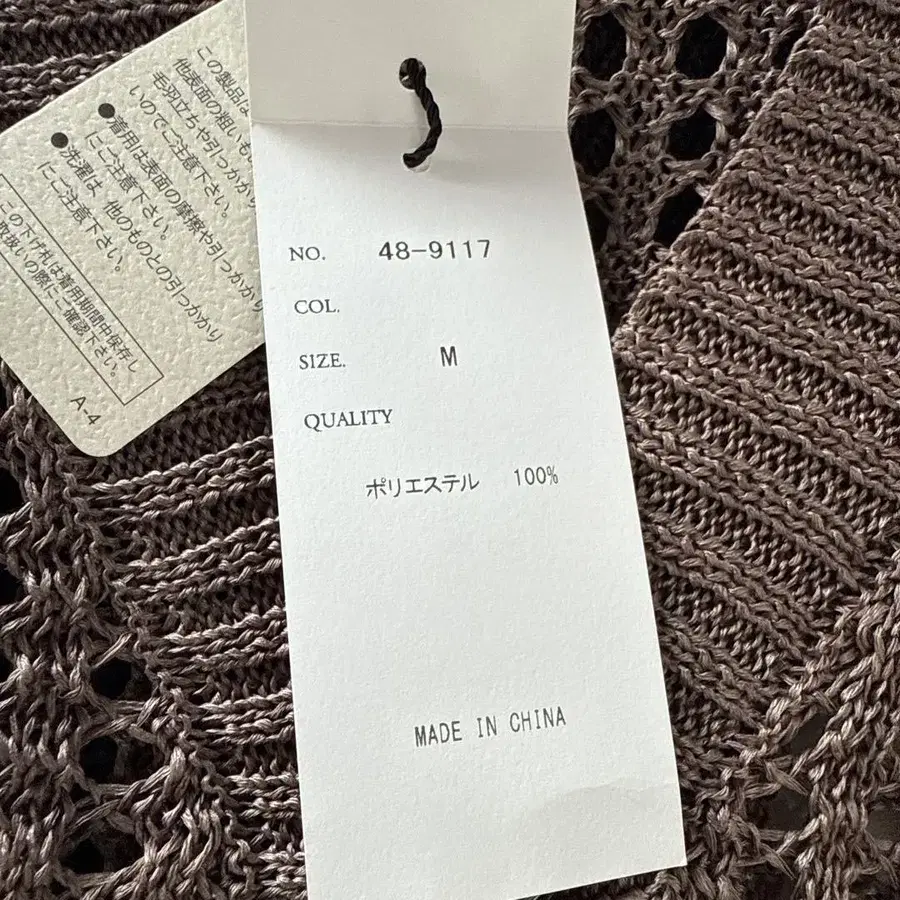 この製品は
他表面の粗いも
毛羽立ちや引っかかり
いのでご注意下さい。
●着用は表面の摩擦や引っかかり
にご注意下さい。
●洗濯は、他のものとの引っかかり
にご注意下さい。
この下げ札は着用期間中保存し
取扱いの際にご確認下さい。
A-4
NO. 48-9117
COL.
SIZE. M
QUALITY
ポリエステル 100%
MADE IN CHINA